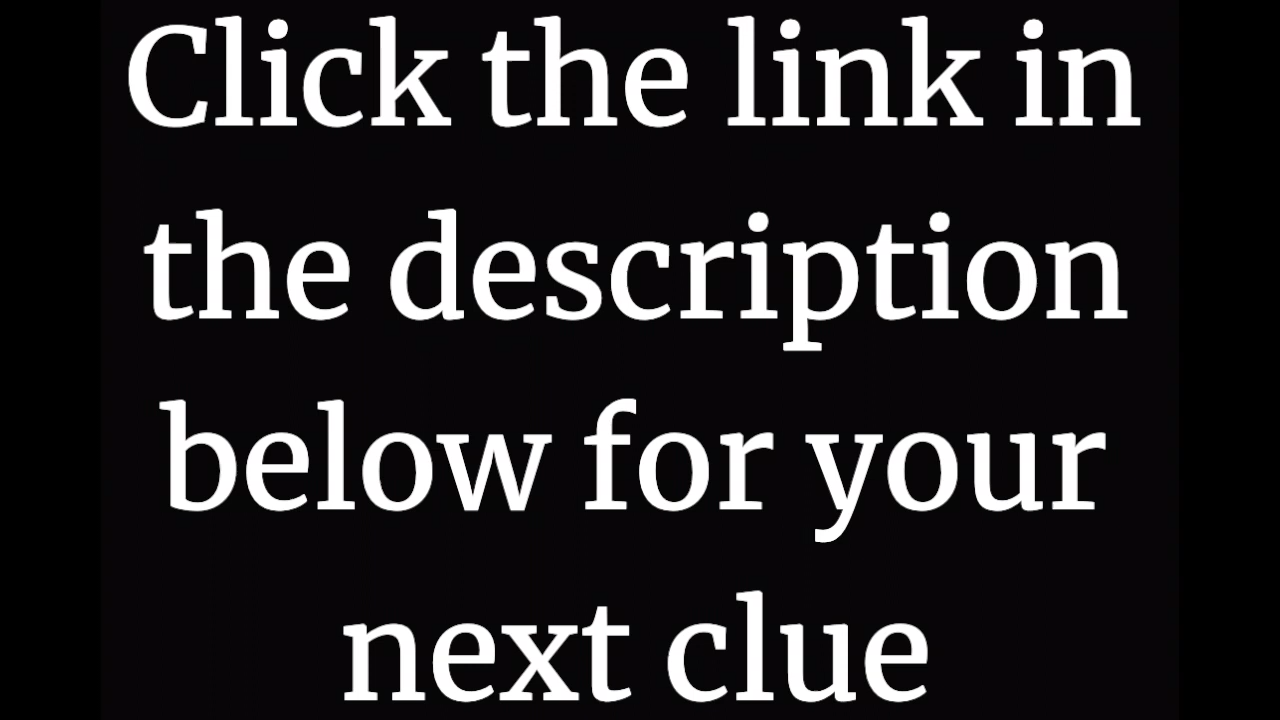 Click the link in
the description
below for your
next clue